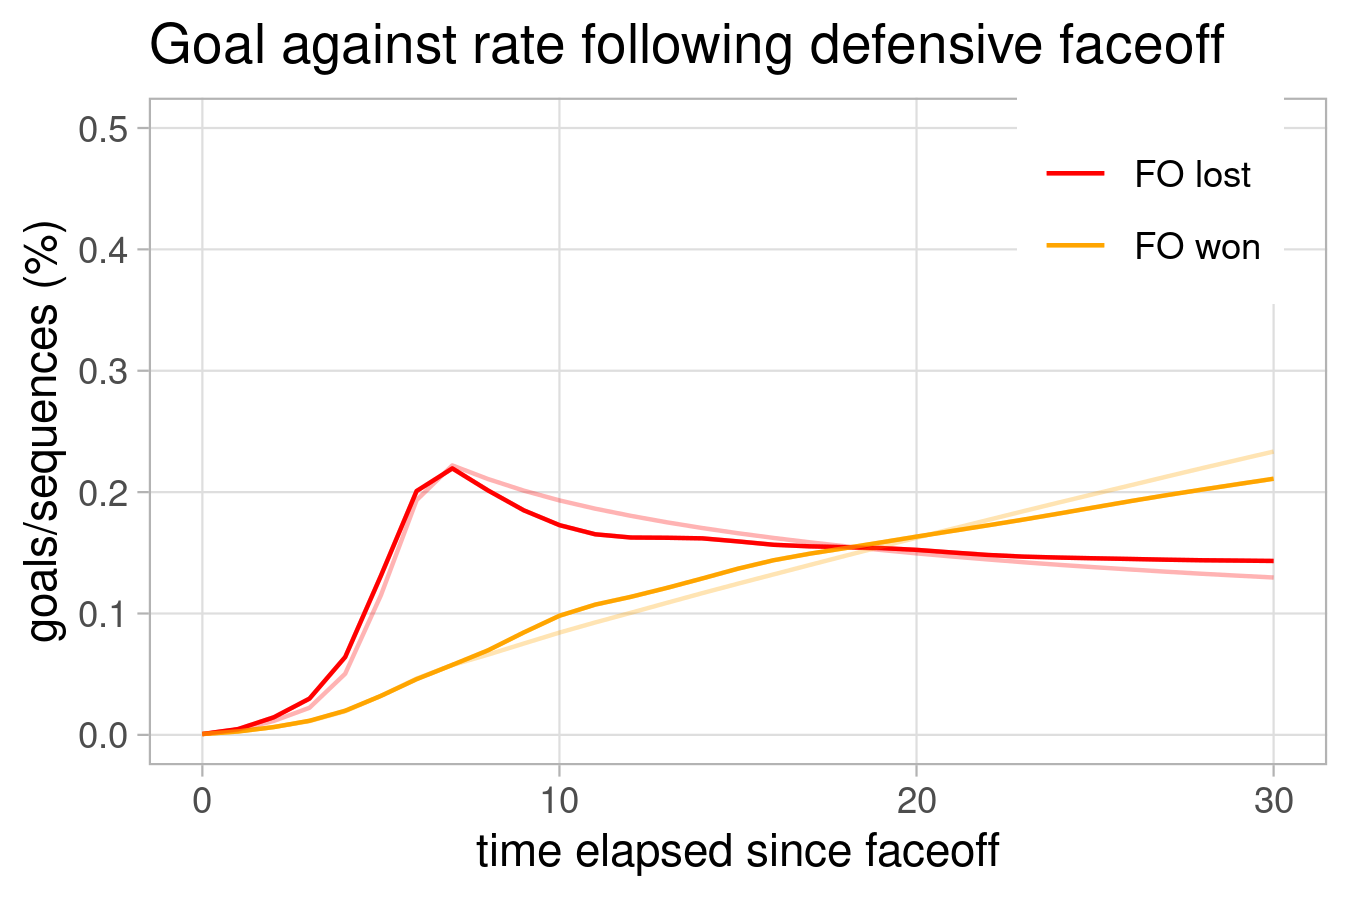 Goal against rate following defensive faceoff
0.5
0.4
0.3
0.2
0.1
0.0
goals/sequences (%)
FO lost
FO won
0 10 20 30
time elapsed since faceoff